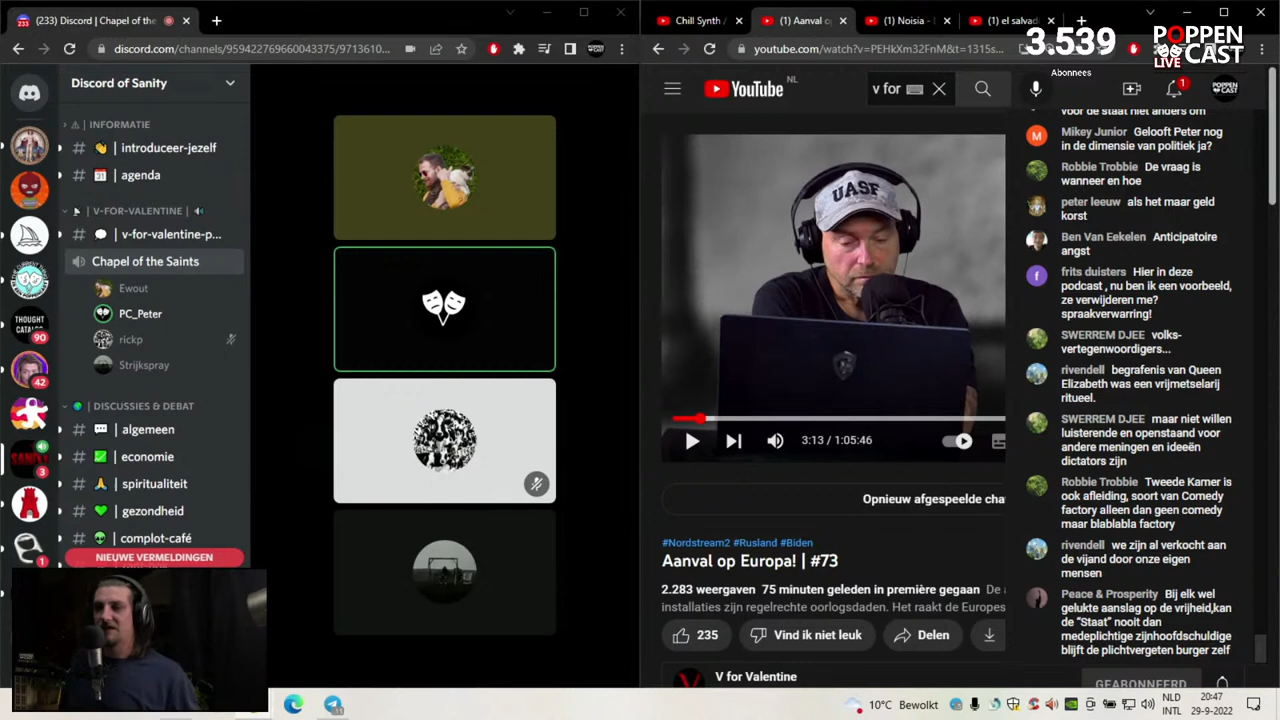 (233) Discord | Chapel of the
discord.com/channels/959422769660043375/9713610...
Discord of Sanity
INFORMATIE
introduceer-jezelf
agenda
V-FOR-VALENTINE
v-for-valentine-p...
Chapel of the Saints
Ewout
PC_Peter
rickp
Strijkspray
DISCUSSIES & DEBAT
algemeen
economie
spiritualiteit
gezondheid
complot-café
NIEUWE VERMELDINGEN
THOUGHT
CATALOG
90
42
3
1
Chill Synth /
(1) Aanval o
(1) Noisia -
(1) el salvad
youtube.com/watch?v=PEHkXm32FnM&t=1315s...
3.539
Abonnees
POPPEN
CAST
LIVE
YouTube
NL
v for
1
UASF
3:13 / 1:05:46
Opnieuw afgespeelde cha
#Nordstream2 #Rusland #Biden
Aanval op Europa! | #73
2.283 weergaven 75 minuten geleden in première gegaan De a
installaties zijn regelrechte oorlogsdaden. Het raakt de Europes
235
Vind ik niet leuk
Delen
V for Valentine
GEABONNEERD
voor de staat niet anders om
Mikey Junior Gelooft Peter nog
in de dimensie van politiek ja?
Robbie Trobbie De vraag is
wanneer en hoe
peter leeuw als het maar geld
korst
Ben Van Eekelen Anticipatoire
angst
frits duisters Hier in deze
podcast , nu ben ik een voorbeeld,
ze verwijderen me?
spraakverwarring!
SWERREM DJEE volks-
vertegenwoordigers...
rivendell begrafenis van Queen
Elizabeth was een vrijmetselarij
ritueel.
SWERREM DJEE maar niet willen
luisterende en openstaand voor
andere meningen en ideeën
dictators zijn
Robbie Trobbie Tweede Kamer is
ook afleiding, soort van Comedy
factory alleen dan geen comedy
maar blablabla factory
rivendell we zijn al verkocht aan
de vijand door onze eigen
mensen
Peace & Prosperity Bij elk wel
gelukte aanslag op de vrijheid,kan
de “Staat” nooit dan
medeplichtige zijnhoofdschuldige
blijft de plichtvergeten burger zelf
10°C Bewolkt
NLD
INTL
20:47
29-9-2022